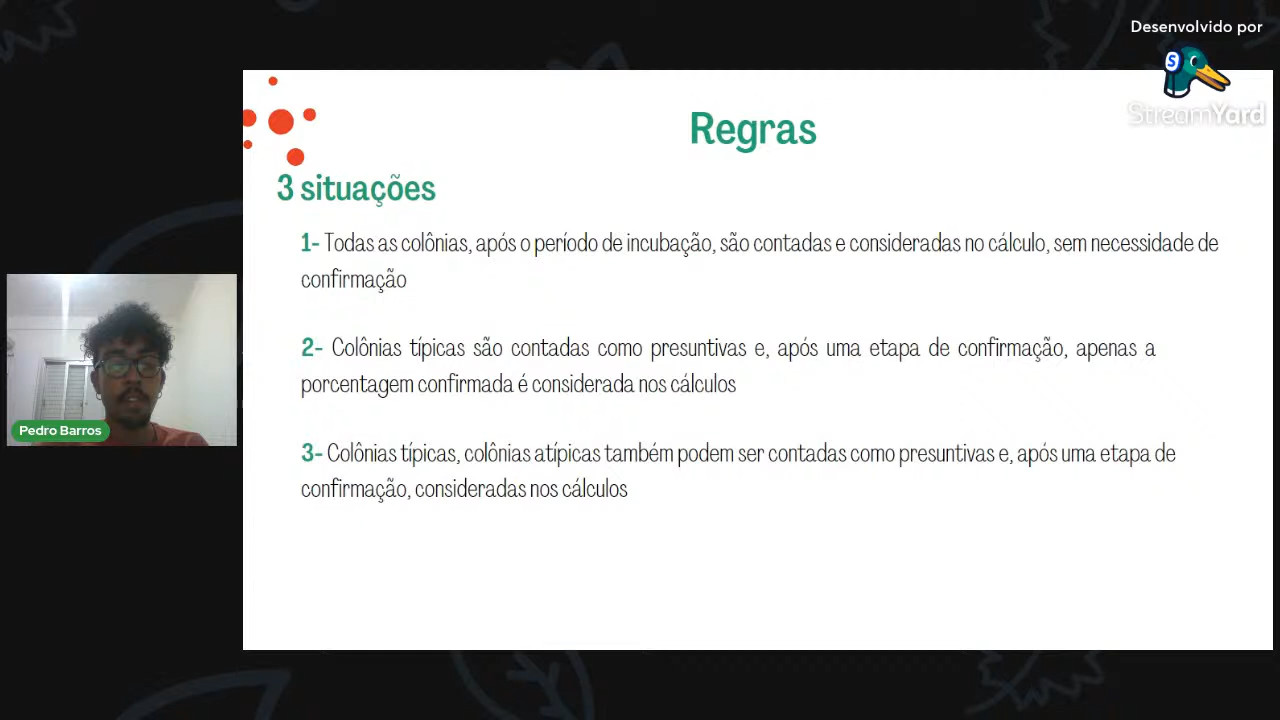 Desenvolvido por
StreamYard
Regras
3 situações
1- Todas as colônias, após o período de incubação, são contadas e consideradas no cálculo, sem necessidade de
confirmação
2- Colônias típicas são contadas como presuntivas e, após uma etapa de confirmação, apenas a
porcentagem confirmada é considerada nos cálculos
3- Colônias típicas, colônias atípicas também podem ser contadas como presuntivas e, após uma etapa de
confirmação, consideradas nos cálculos
Pedro Barros